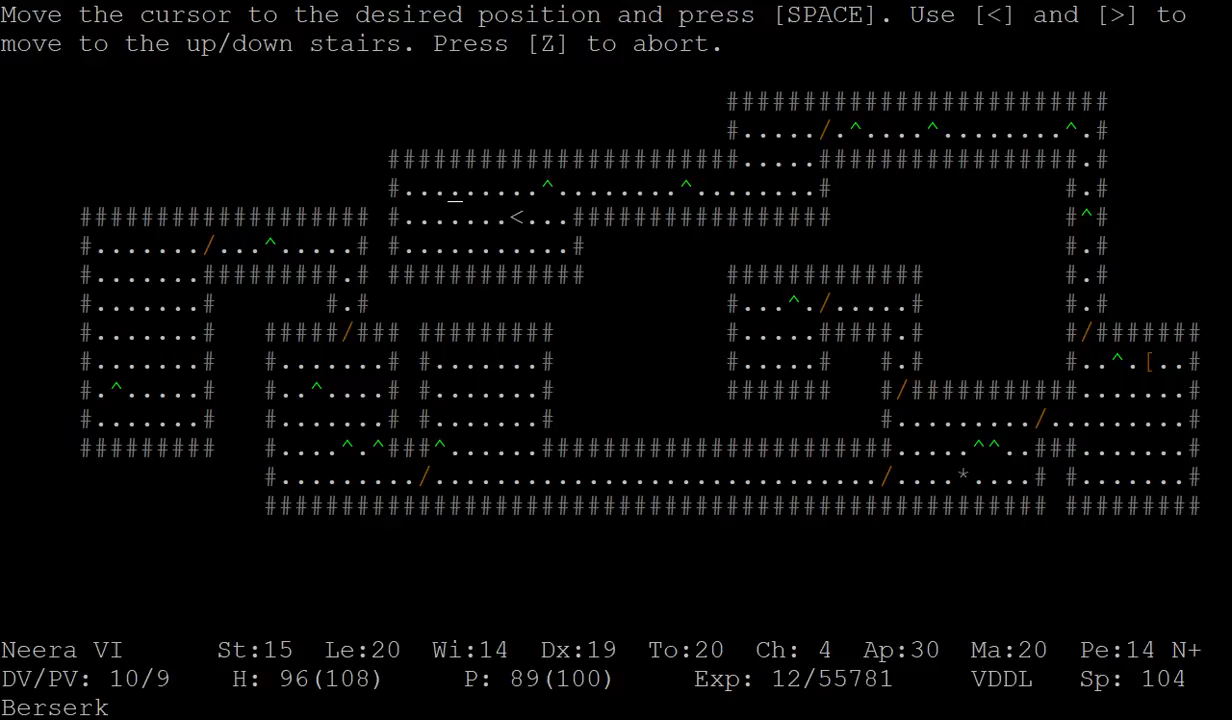 Move the cursor to the desired position and press [SPACE]. Use [<] and [>] to
move to the up/down stairs. Press [Z] to abort.
Neera VI St:15 Le:20 Wi:14 Dx:19 To:20 Ch: 4 Ap:30 Ma:20 Pe:14 N+
DV/PV: 10/9 H: 96(108) P: 89(100) Exp: 12/55781 VDDL Sp: 104
Berserk